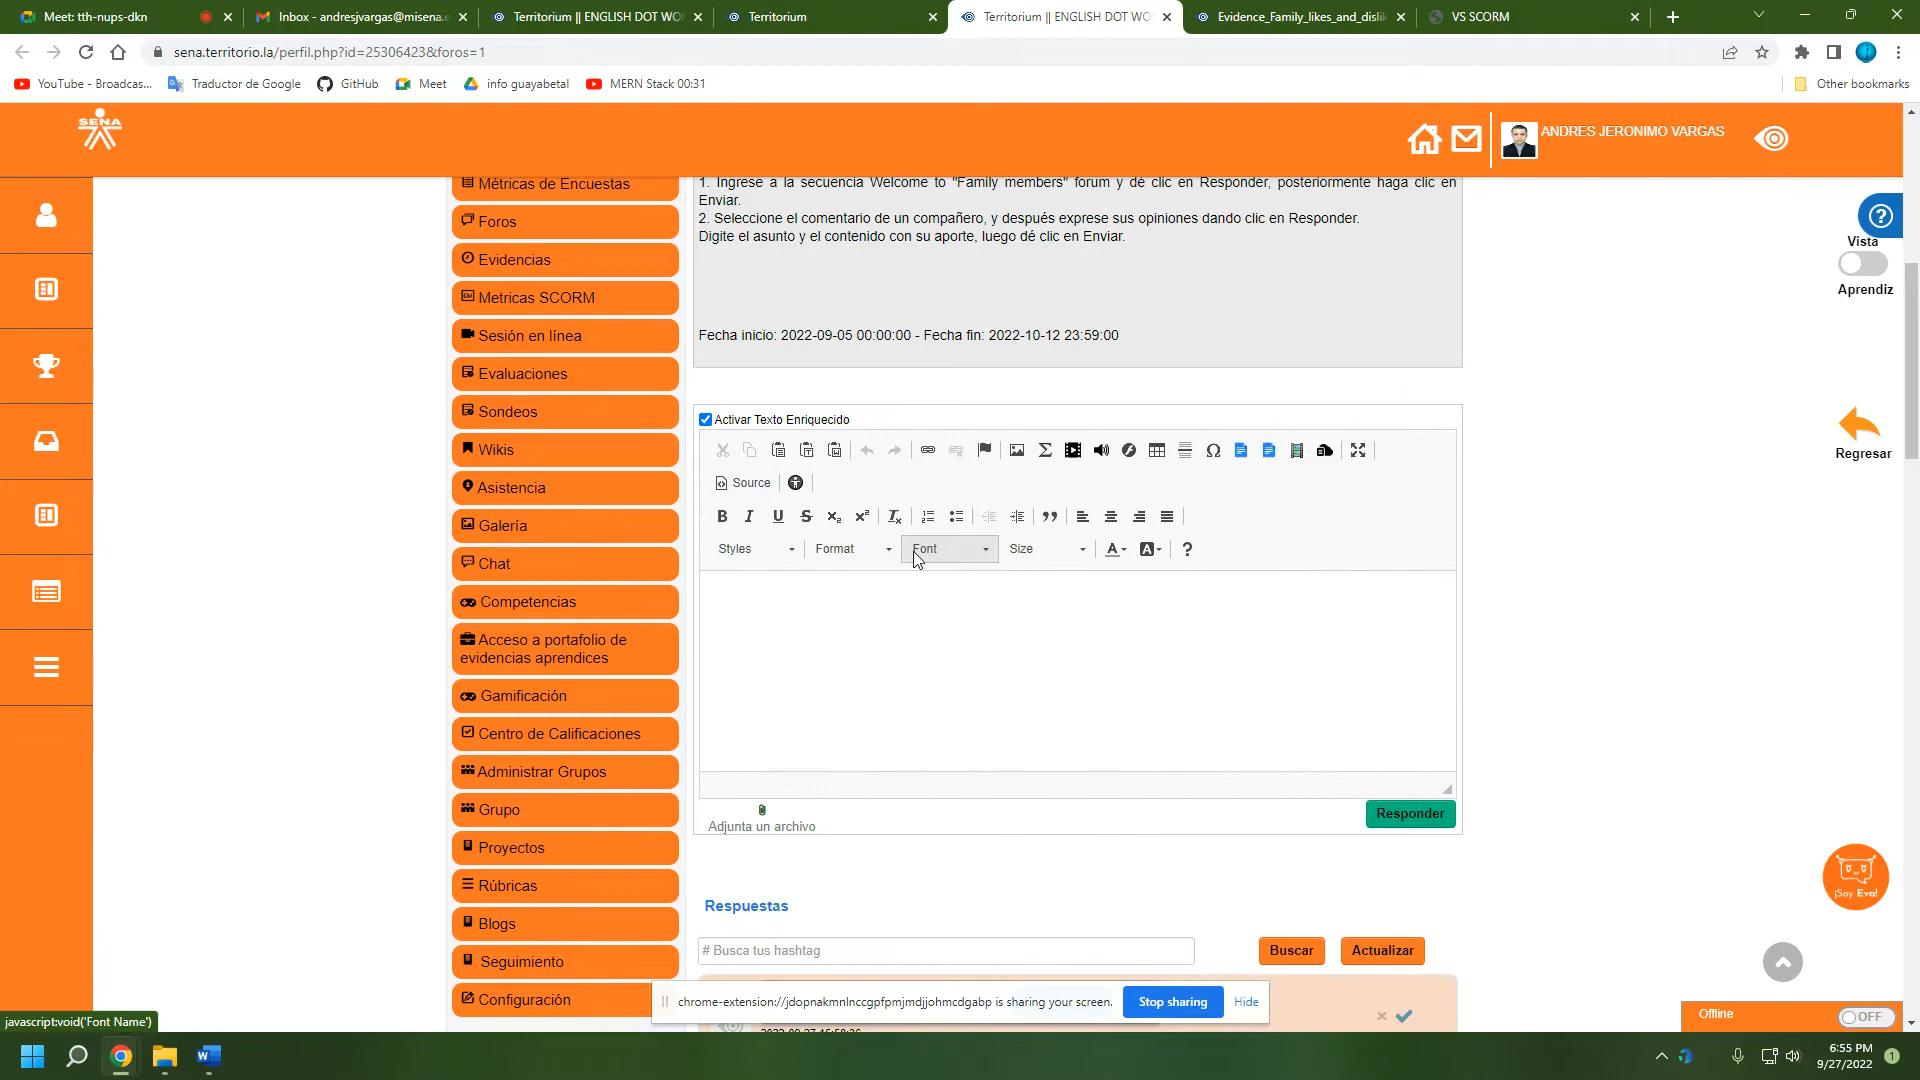 Meet: tth-nups-dkn
Inbox - andresjvargas@misena.e
Territorium || ENGLISH DOT WO
Territorium
Territorium || ENGLISH DOT WO
Evidence_Family_likes_and_dislik
VS SCORM
sena.territorio.la/perfil.php?id=25306423&foros=1
YouTube - Broadcas...
Traductor de Google
GitHub
Meet
info guayabetal
MERN Stack 00:31
Other bookmarks
SENA
ANDRES JERONIMO VARGAS
Métricas de Encuestas
Foros
Evidencias
Metricas SCORM
Sesión en línea
Evaluaciones
Sondeos
Wikis
Asistencia
Galería
Chat
Competencias
Acceso a portafolio de
evidencias aprendices
Gamificación
Centro de Calificaciones
Administrar Grupos
Grupo
Proyectos
Rúbricas
Blogs
Seguimiento
Configuración
1. Ingrese a la secuencia Welcome to "Family members" forum y dé clic en Responder, posteriormente haga clic en
Enviar.
2. Seleccione el comentario de un compañero, y después exprese sus opiniones dando clic en Responder.
Digite el asunto y el contenido con su aporte, luego dé clic en Enviar.
Fecha inicio: 2022-09-05 00:00:00 - Fecha fin: 2022-10-12 23:59:00
Activar Texto Enriquecido
Source
Styles
Format
Font
Size
Adjunta un archivo
Responder
Respuestas
# Busca tus hashtag
Buscar
Actualizar
Vista
Aprendiz
Regresar
¡Soy Eva!
chrome-extension://jdopnakmnlnccgpfpmjmdjjohmcdgabp is sharing your screen.
Stop sharing
Hide
Offline
OFF
javascript:void('Font Name')
6:55 PM
9/27/2022
1